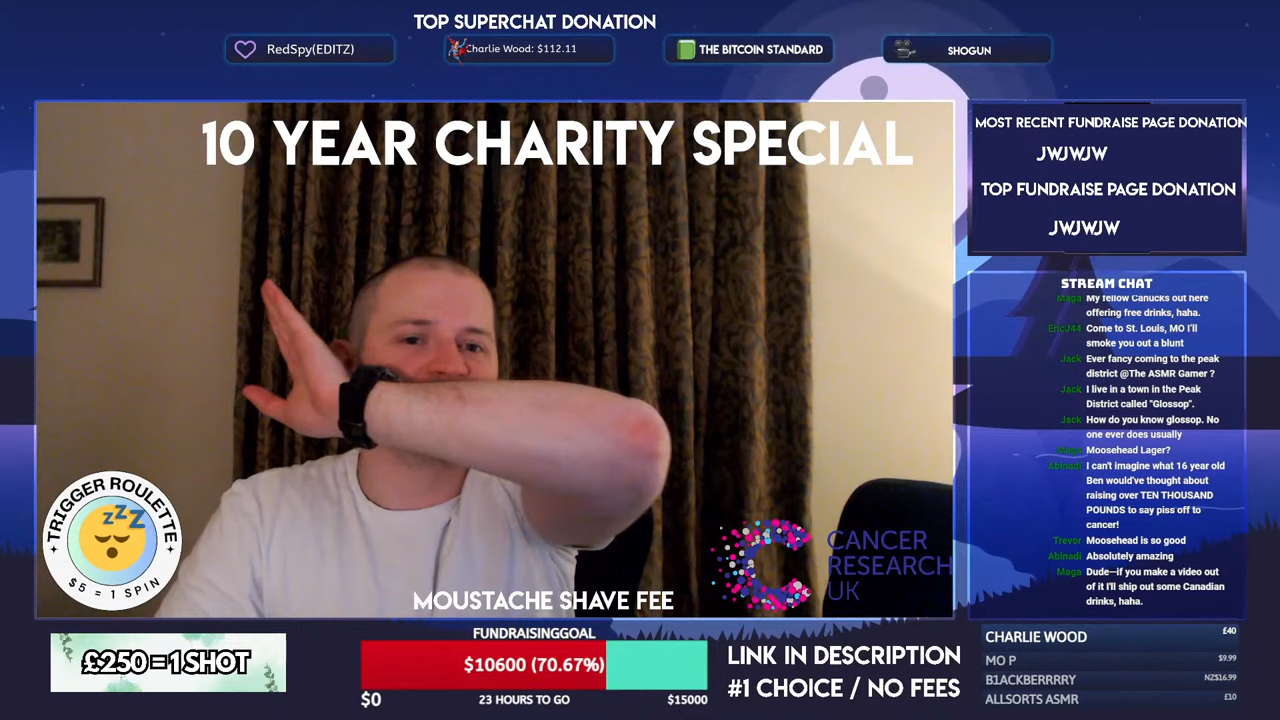 TOP SUPERCHAT DONATION
RedSpy(EDITZ)
Charlie Wood: $112.11
THE BITCOIN STANDARD
SHOGUN
10 YEAR CHARITY SPECIAL
MOST RECENT FUNDRAISE PAGE DONATION
JWJWJW
TOP FUNDRAISE PAGE DONATION
JWJWJW
STREAM CHAT
Maga My fellow Canucks out here
offering free drinks, haha.
EricJ44 Come to St. Louis, MO I'll
smoke you out a blunt
Jack Ever fancy coming to the peak
district @The ASMR Gamer ?
Jack I live in a town in the Peak
District called "Glossop".
Jack How do you know glossop. No
one ever does usually
Maga Moosehead Lager?
Abinadi I can't imagine what 16 year old
Ben would've thought about
raising over TEN THOUSAND
POUNDS to say piss off to
cancer!
Trevor Moosehead is so good
Abinadi Absolutely amazing
Maga Dude—if you make a video out
of it I'll ship out some Canadian
drinks, haha.
TRIGGER ROULETTE
zzz
$5 = 1 SPIN
CANCER
RESEARCH
UK
MOUSTACHE SHAVE FEE
£250 = 1 SHOT
FUNDRAISINGGOAL
$10600 (70.67%)
$0
23 HOURS TO GO
$15000
LINK IN DESCRIPTION
#1 CHOICE / NO FEES
CHARLIE WOOD £40
MO P $9.99
B1ACKBERRRRY NZ$16.99
ALLSORTS ASMR £10